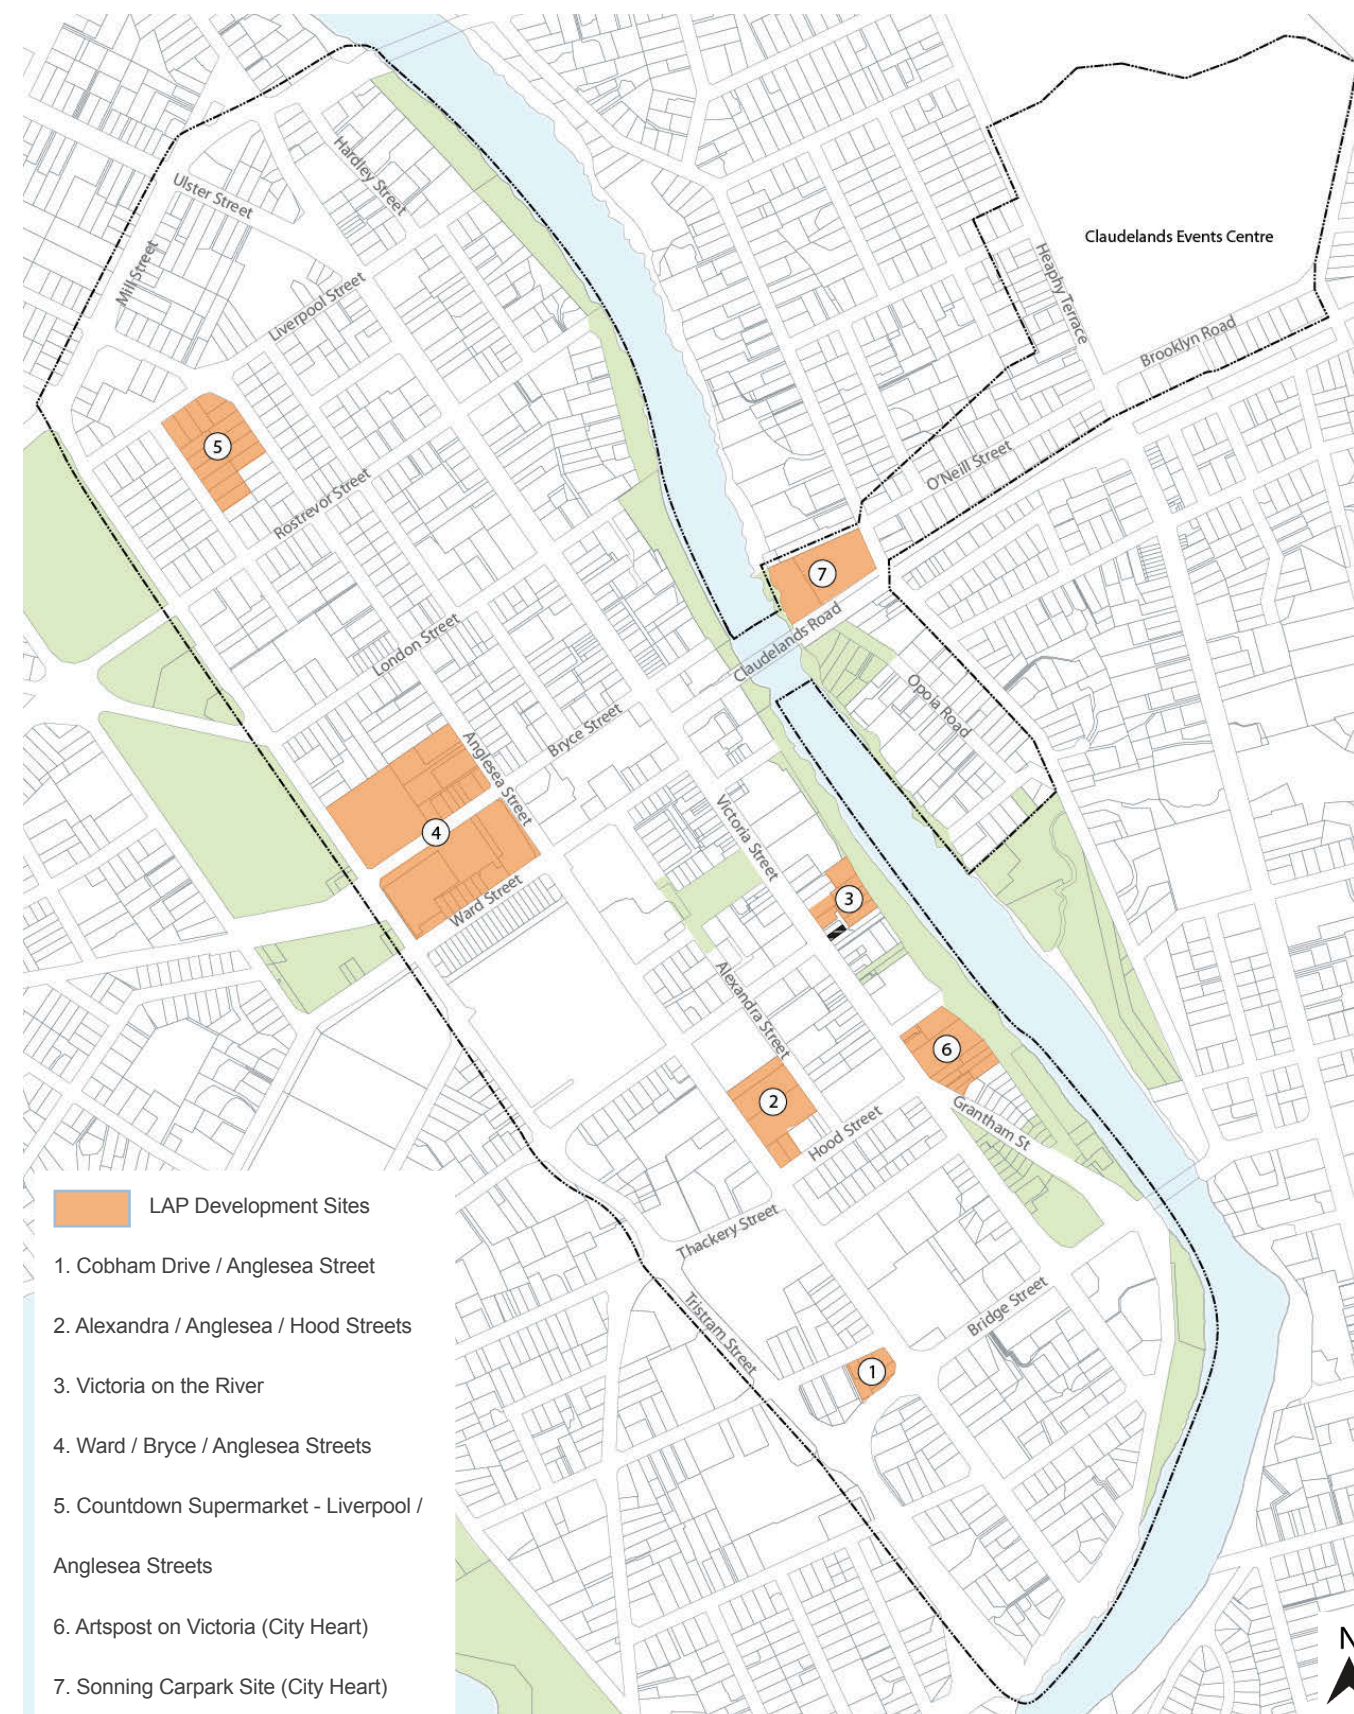 Hardley Street
Ulster Street
Mill Street
Liverpool Street
Claudelands Events Centre
Heaphy Terrace
Brooklyn Road
5
Rostrevor Street
O'Neill Street
7
London Street
Claudelands Road
Opoia Road
Anglesea Street
Bryce Street
4
Victoria Street
Ward Street
3
Alexandra Street
6
2
Hood Street
Grantham St
Thackery Street
Tristram Street
Bridge Street
1
LAP Development Sites
1. Cobham Drive / Anglesea Street
2. Alexandra / Anglesea / Hood Streets
3. Victoria on the River
4. Ward / Bryce / Anglesea Streets
5. Countdown Supermarket - Liverpool /
Anglesea Streets
6. Artspost on Victoria (City Heart)
7. Sonning Carpark Site (City Heart)
N